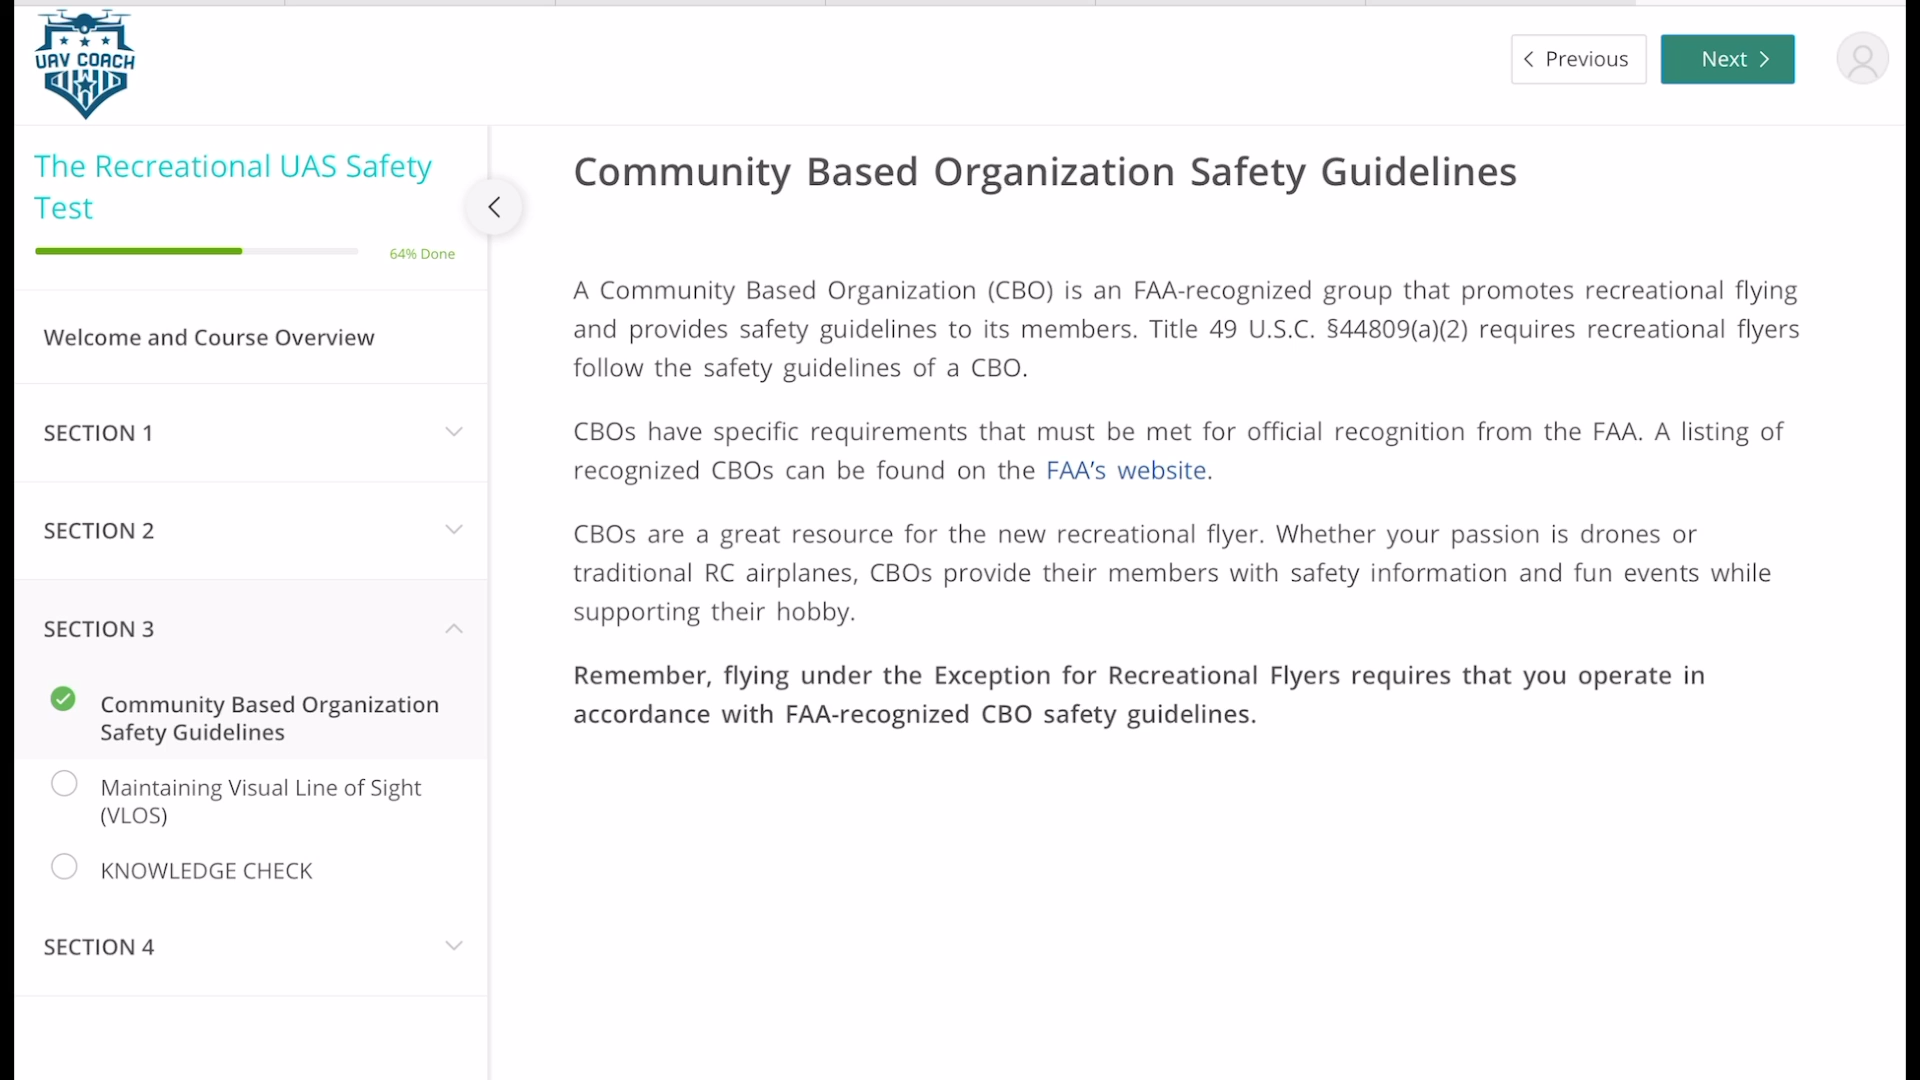 UAV COACH
Previous
Next
The Recreational UAS Safety
Test
64% Done
Welcome and Course Overview
SECTION 1
SECTION 2
SECTION 3
Community Based Organization
Safety Guidelines
Maintaining Visual Line of Sight
(VLOS)
KNOWLEDGE CHECK
SECTION 4
Community Based Organization Safety Guidelines
A Community Based Organization (CBO) is an FAA-recognized group that promotes recreational flying
and provides safety guidelines to its members. Title 49 U.S.C. §44809(a)(2) requires recreational flyers
follow the safety guidelines of a CBO.
CBOs have specific requirements that must be met for official recognition from the FAA. A listing of
recognized CBOs can be found on the FAA’s website.
CBOs are a great resource for the new recreational flyer. Whether your passion is drones or
traditional RC airplanes, CBOs provide their members with safety information and fun events while
supporting their hobby.
Remember, flying under the Exception for Recreational Flyers requires that you operate in
accordance with FAA-recognized CBO safety guidelines.